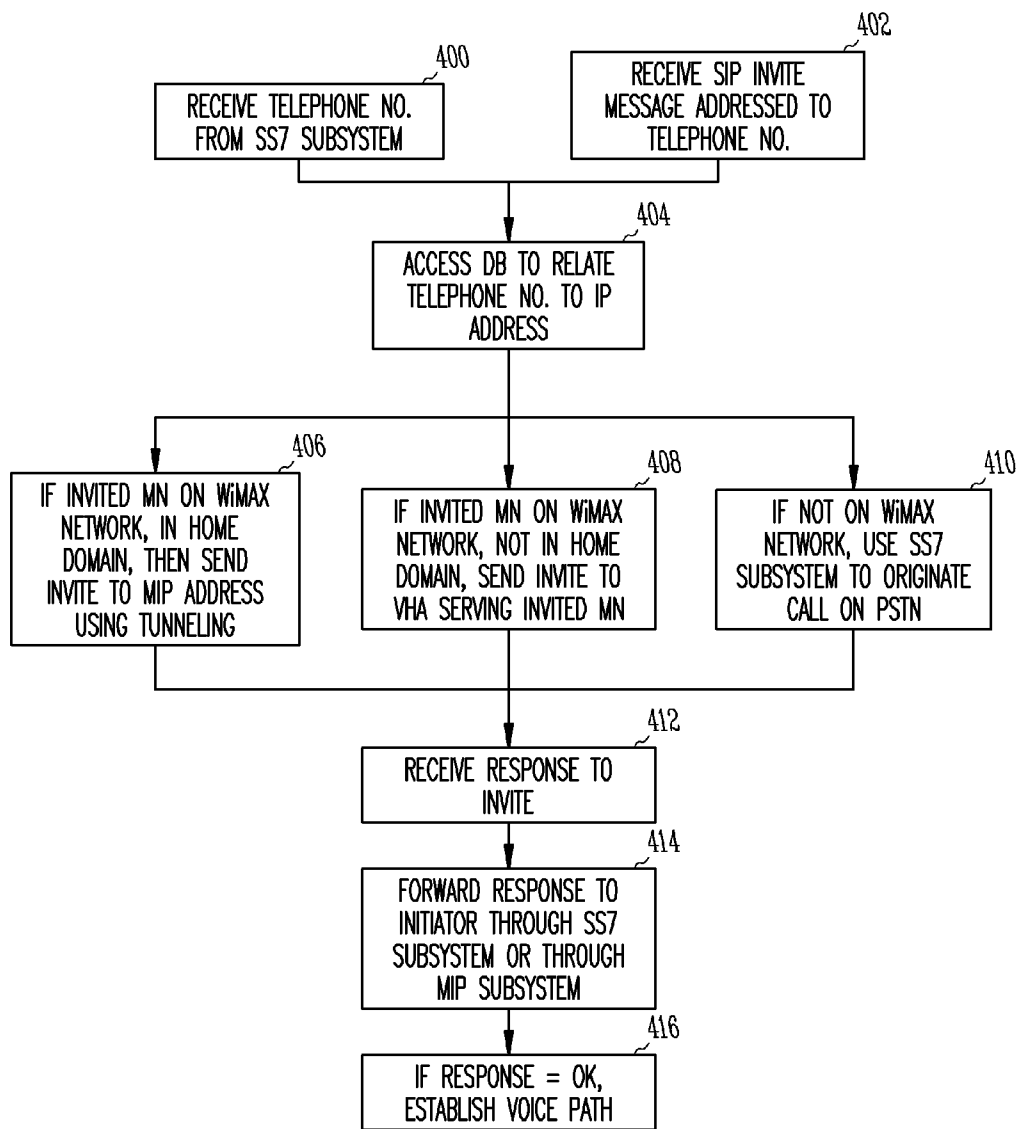 400
RECEIVE TELEPHONE NO.
FROM SS7 SUBSYSTEM
402
RECEIVE SIP INVITE
MESSAGE ADDRESSED TO
TELEPHONE NO.
404
ACCESS DB TO RELATE
TELEPHONE NO. TO IP
ADDRESS
406
IF INVITED MN ON WiMAX
NETWORK, IN HOME
DOMAIN, THEN SEND
INVITE TO MIP ADDRESS
USING TUNNELING
408
IF INVITED MN ON WiMAX
NETWORK, NOT IN HOME
DOMAIN, SEND INVITE TO
VHA SERVING INVITED MN
410
IF NOT ON WiMAX
NETWORK, USE SS7
SUBSYSTEM TO ORIGINATE
CALL ON PSTN
412
RECEIVE RESPONSE TO
INVITE
414
FORWARD RESPONSE TO
INITIATOR THROUGH SS7
SUBSYSTEM OR THROUGH
MIP SUBSYSTEM
416
IF RESPONSE = OK,
ESTABLISH VOICE PATH